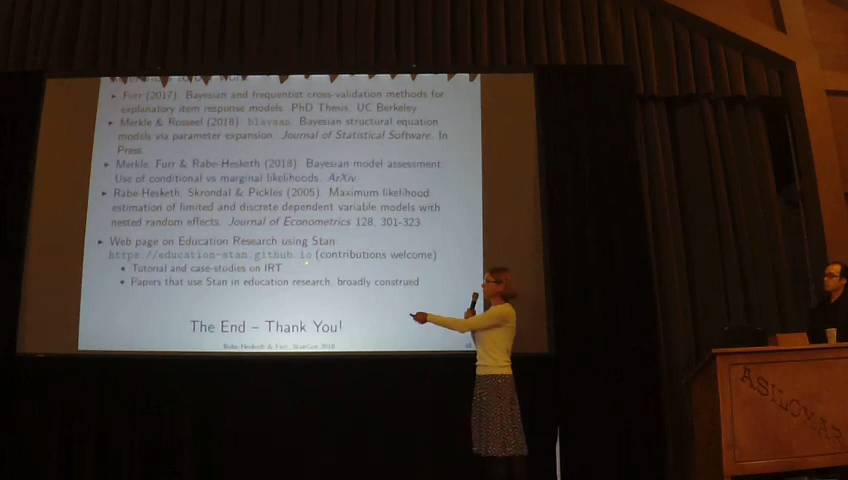 ▸ Furr (2017). Bayesian and frequentist cross-validation methods for
explanatory item response models. PhD Thesis, UC Berkeley
▸ Merkle & Rosseel (2018). blavaan: Bayesian structural equation
models via parameter expansion. Journal of Statistical Software. In
Press.
▸ Merkle, Furr & Rabe-Hesketh (2018). Bayesian model assessment:
Use of conditional vs marginal likelihoods. ArXiv.
▸ Rabe-Hesketh, Skrondal & Pickles (2005). Maximum likelihood
estimation of limited and discrete dependent variable models with
nested random effects. Journal of Econometrics 128, 301-323.
▸ Web page on Education Research using Stan:
https://education-stan.github.io (contributions welcome)
• Tutorial and case-studies on IRT
• Papers that use Stan in education research, broadly construed
The End – Thank You!
Rabe-Hesketh & Furr, StanCon 2018
ASILOMAR